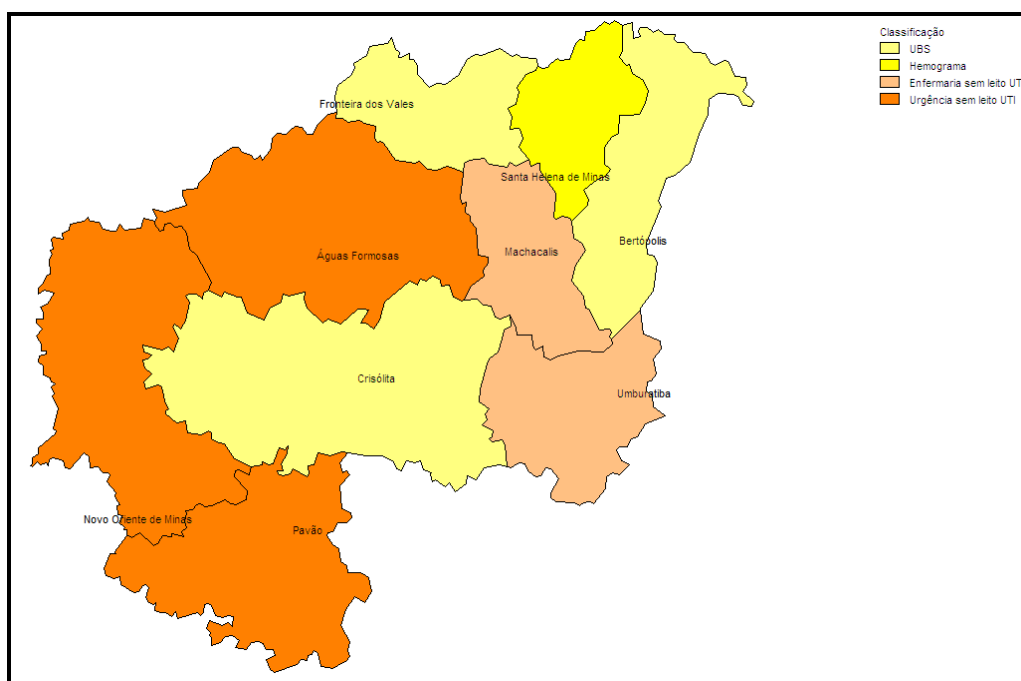 Classificação
UBS
Hemograma
Enfermaria sem leito UT
Urgência sem leito UTI
Fronteira dos Vales
Santa Helena de Minas
Bertópolis
Machacalis
Águas Formosas
Crisólita
Umburatiba
Novo Oriente de Minas
Pavão